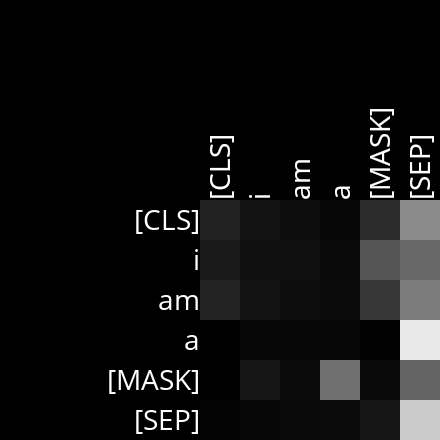 [CLS]
i
am
a
[MASK]
[SEP]
[CLS]
i
am
a
[MASK]
[SEP]